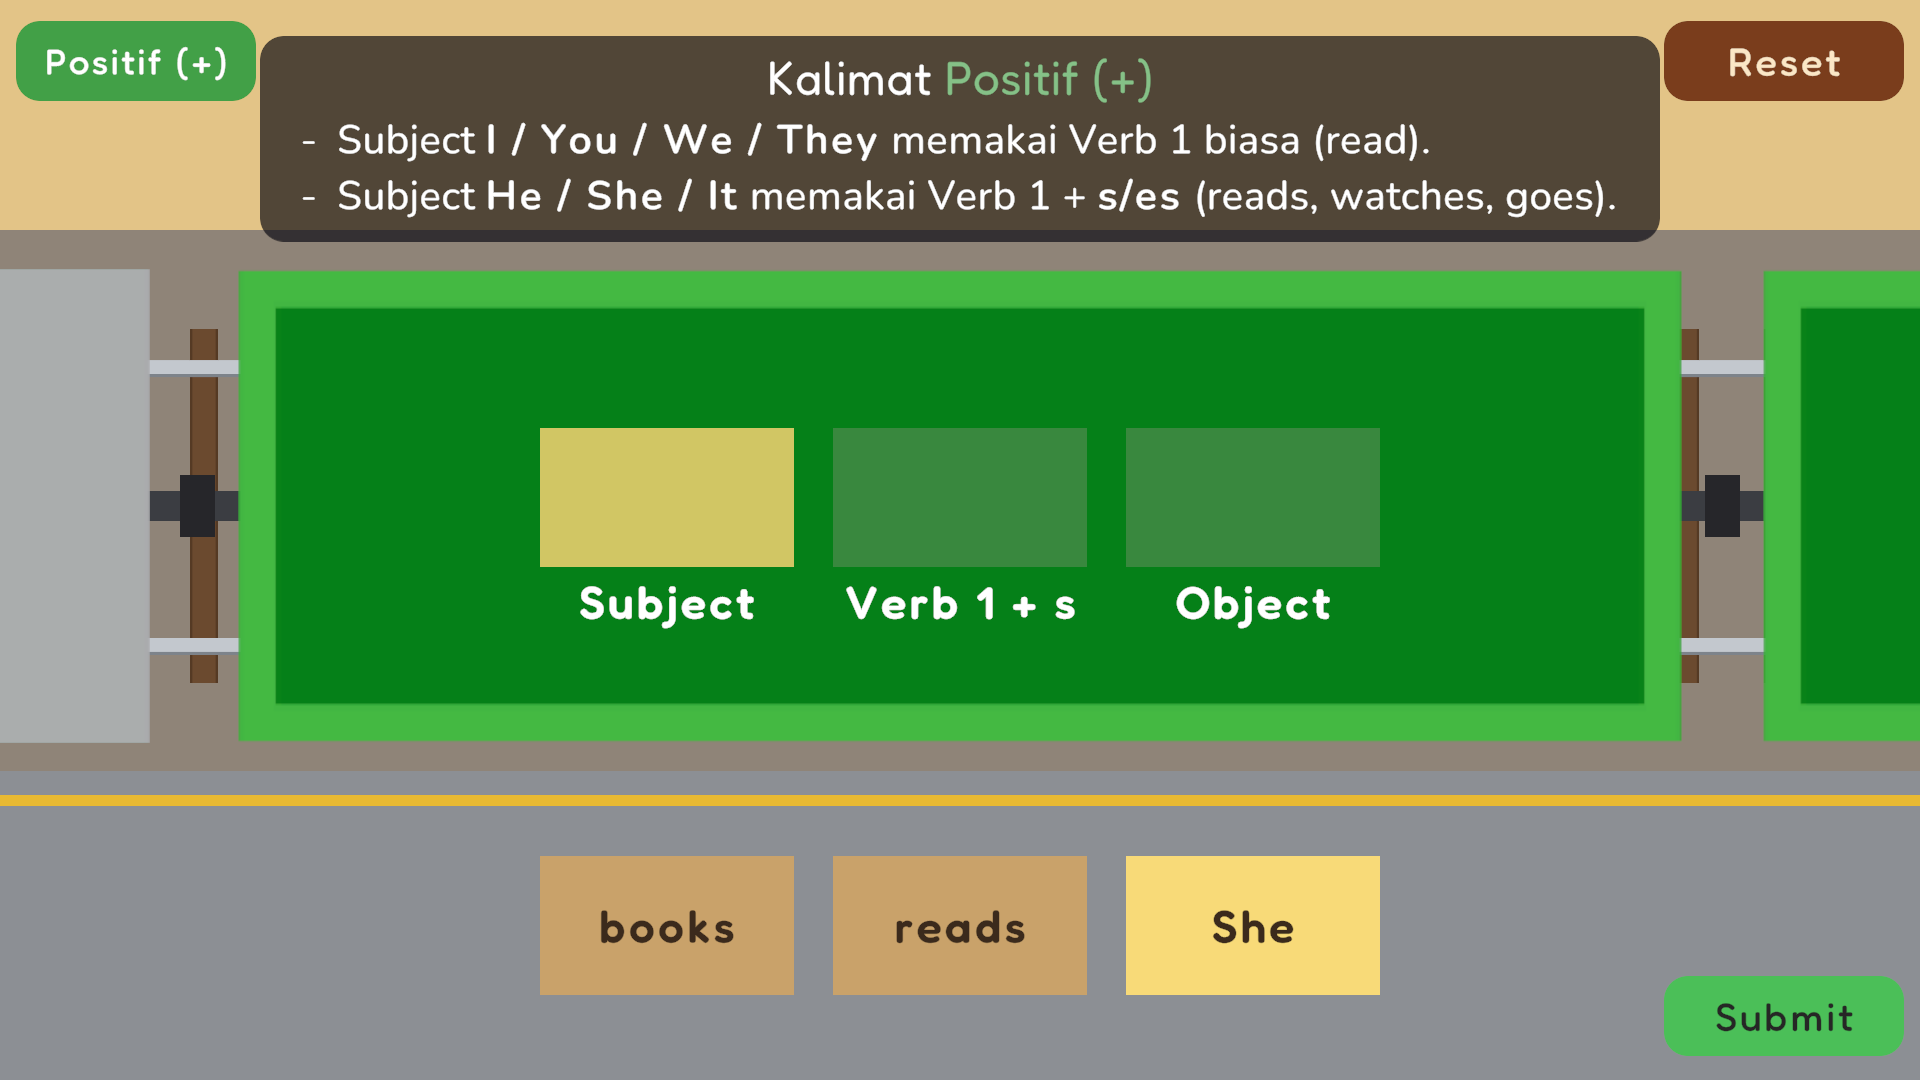 Positif (+)
Kalimat Positif (+)
Reset
- Subject I / You / We / They memakai Verb 1 biasa (read).
- Subject He / She / It memakai Verb 1 + s/es (reads, watches, goes).
Subject
Verb 1 + s
Object
books
reads
She
Submit